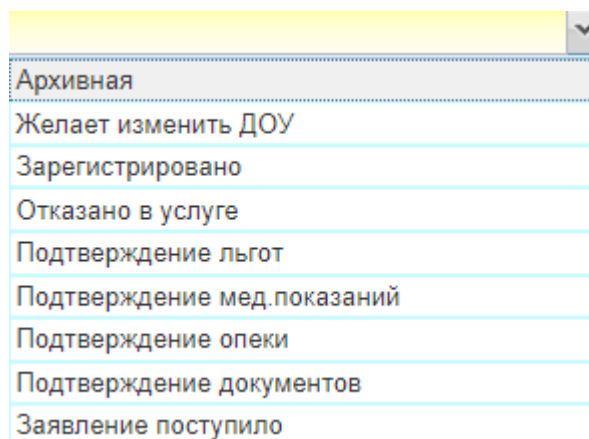 Архивная
Желает изменить ДОУ
Зарегистрировано
Отказано в услуге
Подтверждение льгот
Подтверждение мед.показаний
Подтверждение опеки
Подтверждение документов
Заявление поступило